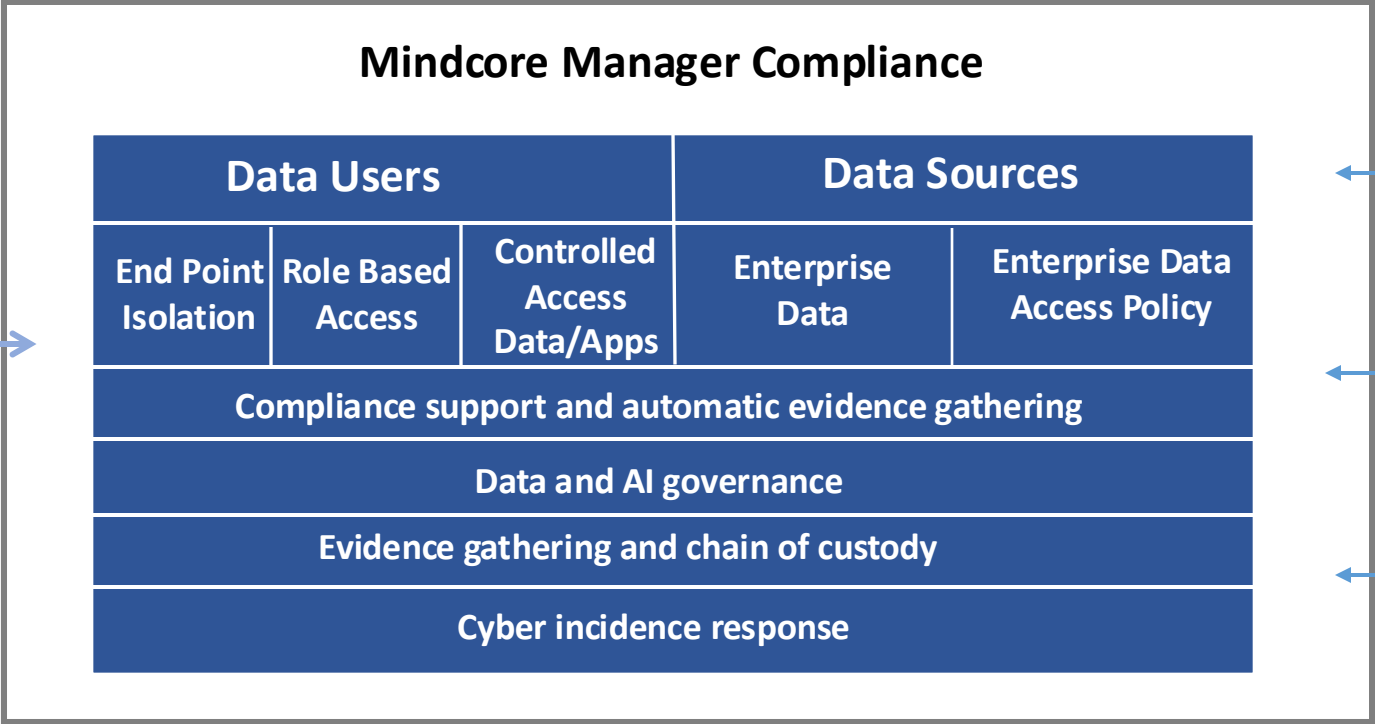 Mindcore Manager Compliance
Data Users
Data Sources
End Point
Isolation
Role Based
Access
Controlled
Access
Data/Apps
Enterprise
Data
Enterprise Data
Access Policy
Compliance support and automatic evidence gathering
Data and AI governance
Evidence gathering and chain of custody
Cyber incidence response